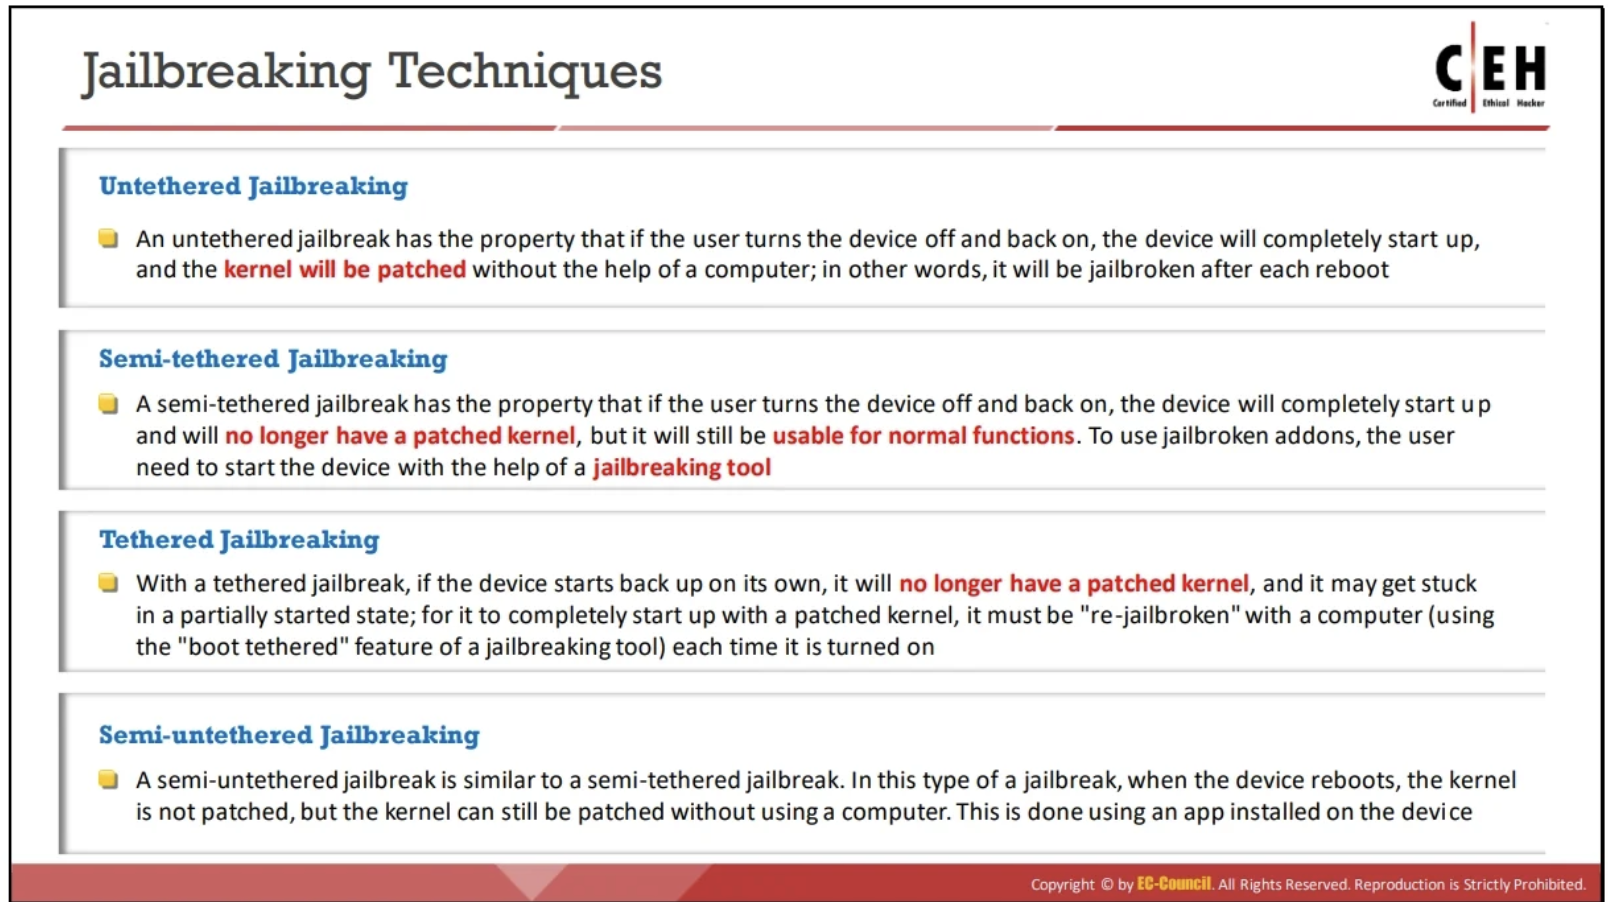 Jailbreaking Techniques
C|EH
Certified Ethical Hacker
Untethered Jailbreaking
An untethered jailbreak has the property that if the user turns the device off and back on, the device will completely start up,
and the kernel will be patched without the help of a computer; in other words, it will be jailbroken after each reboot
Semi-tethered Jailbreaking
A semi-tethered jailbreak has the property that if the user turns the device off and back on, the device will completely start up
and will no longer have a patched kernel, but it will still be usable for normal functions. To use jailbroken addons, the user
need to start the device with the help of a jailbreaking tool
Tethered Jailbreaking
With a tethered jailbreak, if the device starts back up on its own, it will no longer have a patched kernel, and it may get stuck
in a partially started state; for it to completely start up with a patched kernel, it must be "re-jailbroken" with a computer (using
the "boot tethered" feature of a jailbreaking tool) each time it is turned on
Semi-untethered Jailbreaking
A semi-untethered jailbreak is similar to a semi-tethered jailbreak. In this type of a jailbreak, when the device reboots, the kernel
is not patched, but the kernel can still be patched without using a computer. This is done using an app installed on the device
Copyright © by EC-Council. All Rights Reserved. Reproduction is Strictly Prohibited.